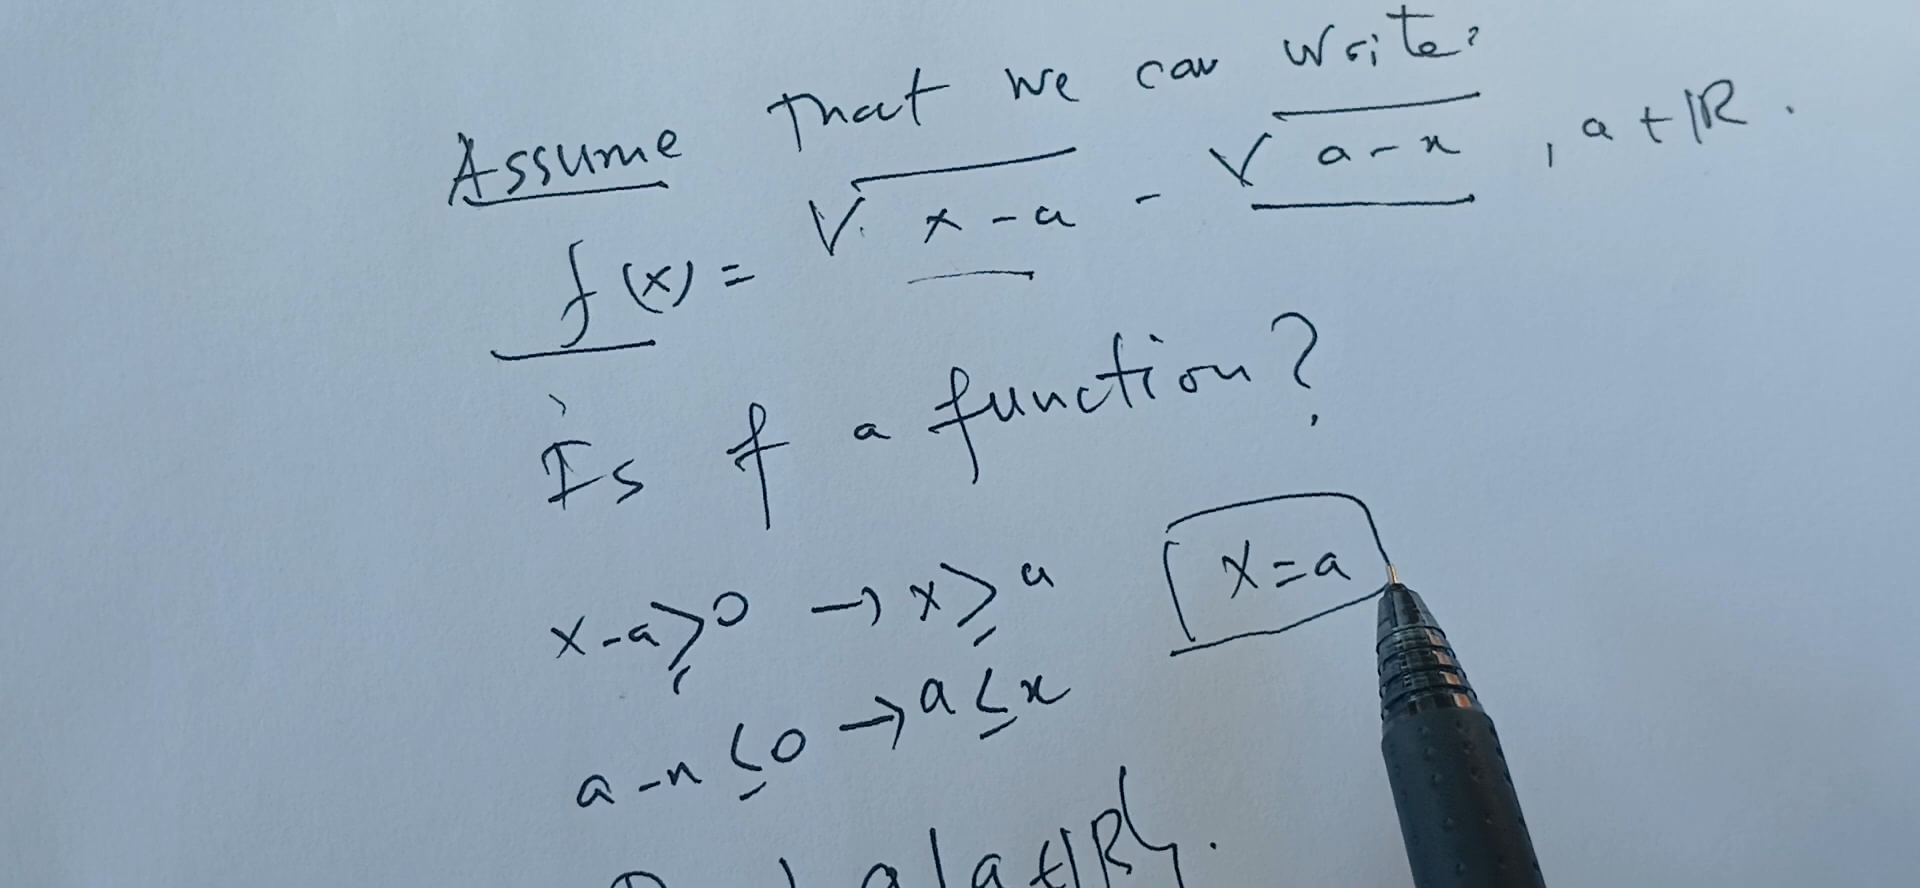 Assume that we can write:
f(x) = √x-a - √a-x , a ∈ ℝ.
Is f a function?
x-a ≥ 0 → x ≥ a
x = a
a-x ≤ 0 → a ≤ x
a | a ∈ ℝ}.